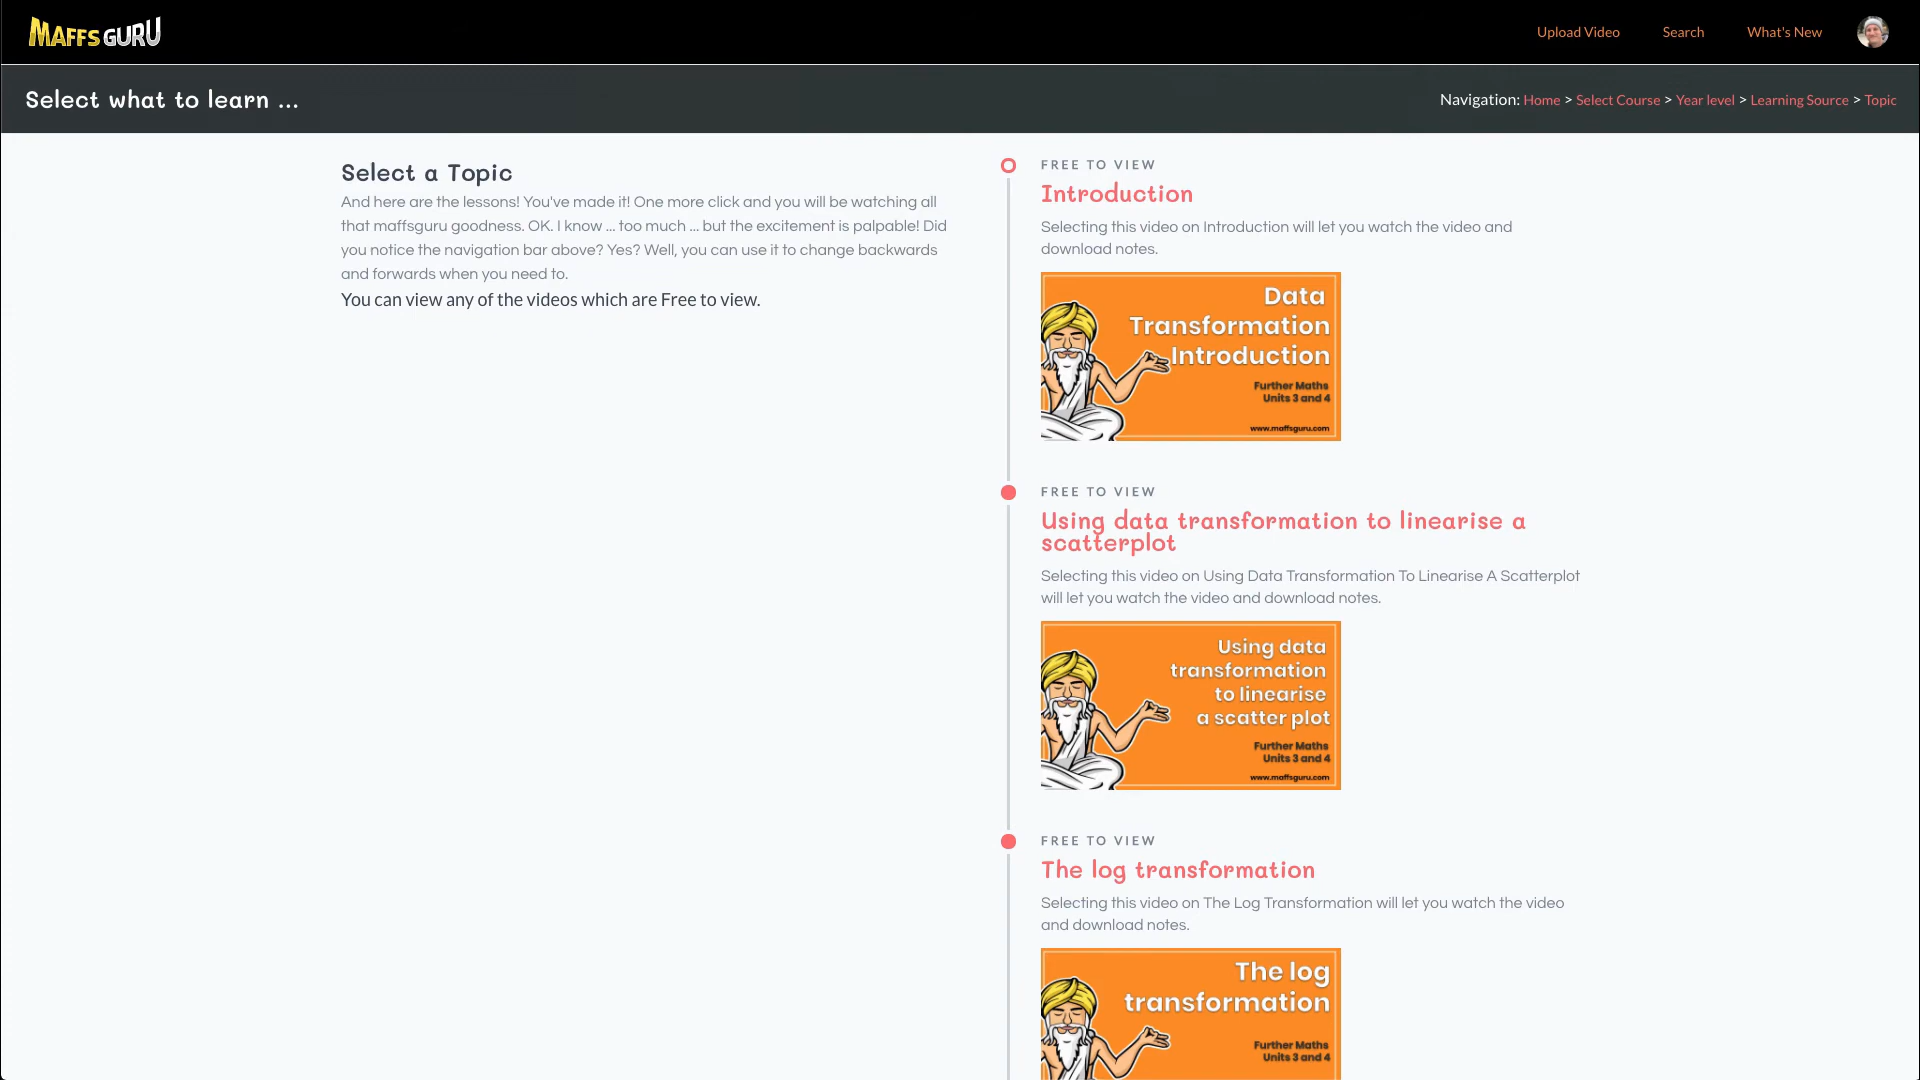 MAFFS GURU
Upload Video
Search
What's New
Select what to learn ...
Navigation: Home > Select Course > Year level > Learning Source > Topic
Select a Topic
And here are the lessons! You've made it! One more click and you will be watching all
that maffsguru goodness. OK. I know ... too much ... but the excitement is palpable! Did
you notice the navigation bar above? Yes? Well, you can use it to change backwards
and forwards when you need to.
You can view any of the videos which are Free to view.
FREE TO VIEW
Introduction
Selecting this video on Introduction will let you watch the video and
download notes.
Data
Transformation
Introduction
Further Maths
Units 3 and 4
www.maffsguru.com
FREE TO VIEW
Using data transformation to linearise a
scatterplot
Selecting this video on Using Data Transformation To Linearise A Scatterplot
will let you watch the video and download notes.
Using data
transformation
to linearise
a scatter plot
Further Maths
Units 3 and 4
www.maffsguru.com
FREE TO VIEW
The log transformation
Selecting this video on The Log Transformation will let you watch the video
and download notes.
The log
transformation
Further Maths
Units 3 and 4